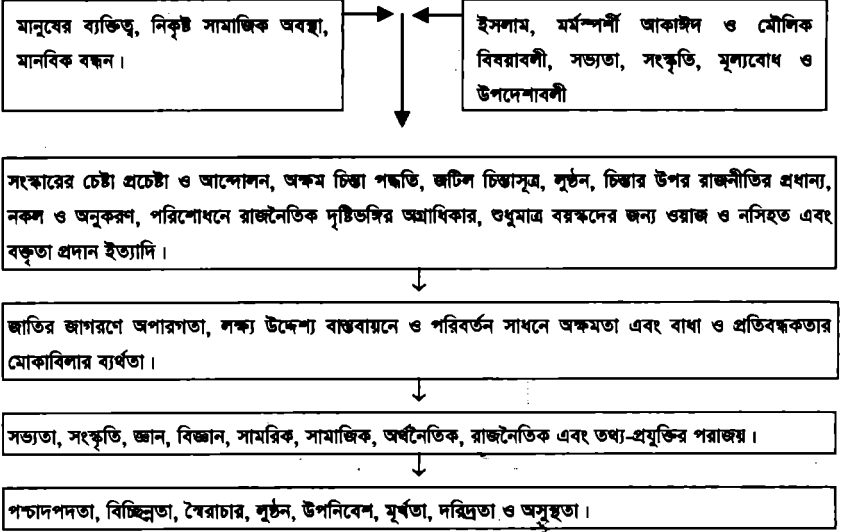 মানুষের ব্যক্তিত্ব, নিকৃষ্ট সামাজিক অবস্থা,
মানবিক বন্ধন।
ইসলাম, মর্মস্পর্শী আকাঈদ ও মৌলিক
বিষয়াবলী, সভ্যতা, সংস্কৃতি, মূল্যবোধ ও
উপদেশাবলী
সংস্কারের চেষ্টা প্রচেষ্টা ও আন্দোলন, অক্ষম চিন্তা পদ্ধতি, জটিল চিন্তাসূত্র, লুণ্ঠন, চিন্তার উপর রাজনীতির প্রধান্য,
নকল ও অনুকরণ, পরিশোধনে রাজনৈতিক দৃষ্টিভঙ্গির অগ্রাধিকার, শুধুমাত্র বয়স্কদের জন্য ওয়াজ ও নসিহত এবং
বক্তৃতা প্রদান ইত্যাদি।
জাতির জাগরণে অপারগতা, লক্ষ্য উদ্দেশ্য বাস্তবায়নে ও পরিবর্তন সাধনে অক্ষমতা এবং বাধা ও প্রতিবন্ধকতার
মোকাবিলার ব্যর্থতা।
সভ্যতা, সংস্কৃতি, জ্ঞান, বিজ্ঞান, সামরিক, সামাজিক, অর্থনৈতিক, রাজনৈতিক এবং তথ্য-প্রযুক্তির পরাজয়।
পশ্চাদপদতা, বিচ্ছিন্নতা, স্বৈরাচার, লুণ্ঠন, উপনিবেশ, মূর্খতা, দরিদ্রতা ও অসুস্থতা।